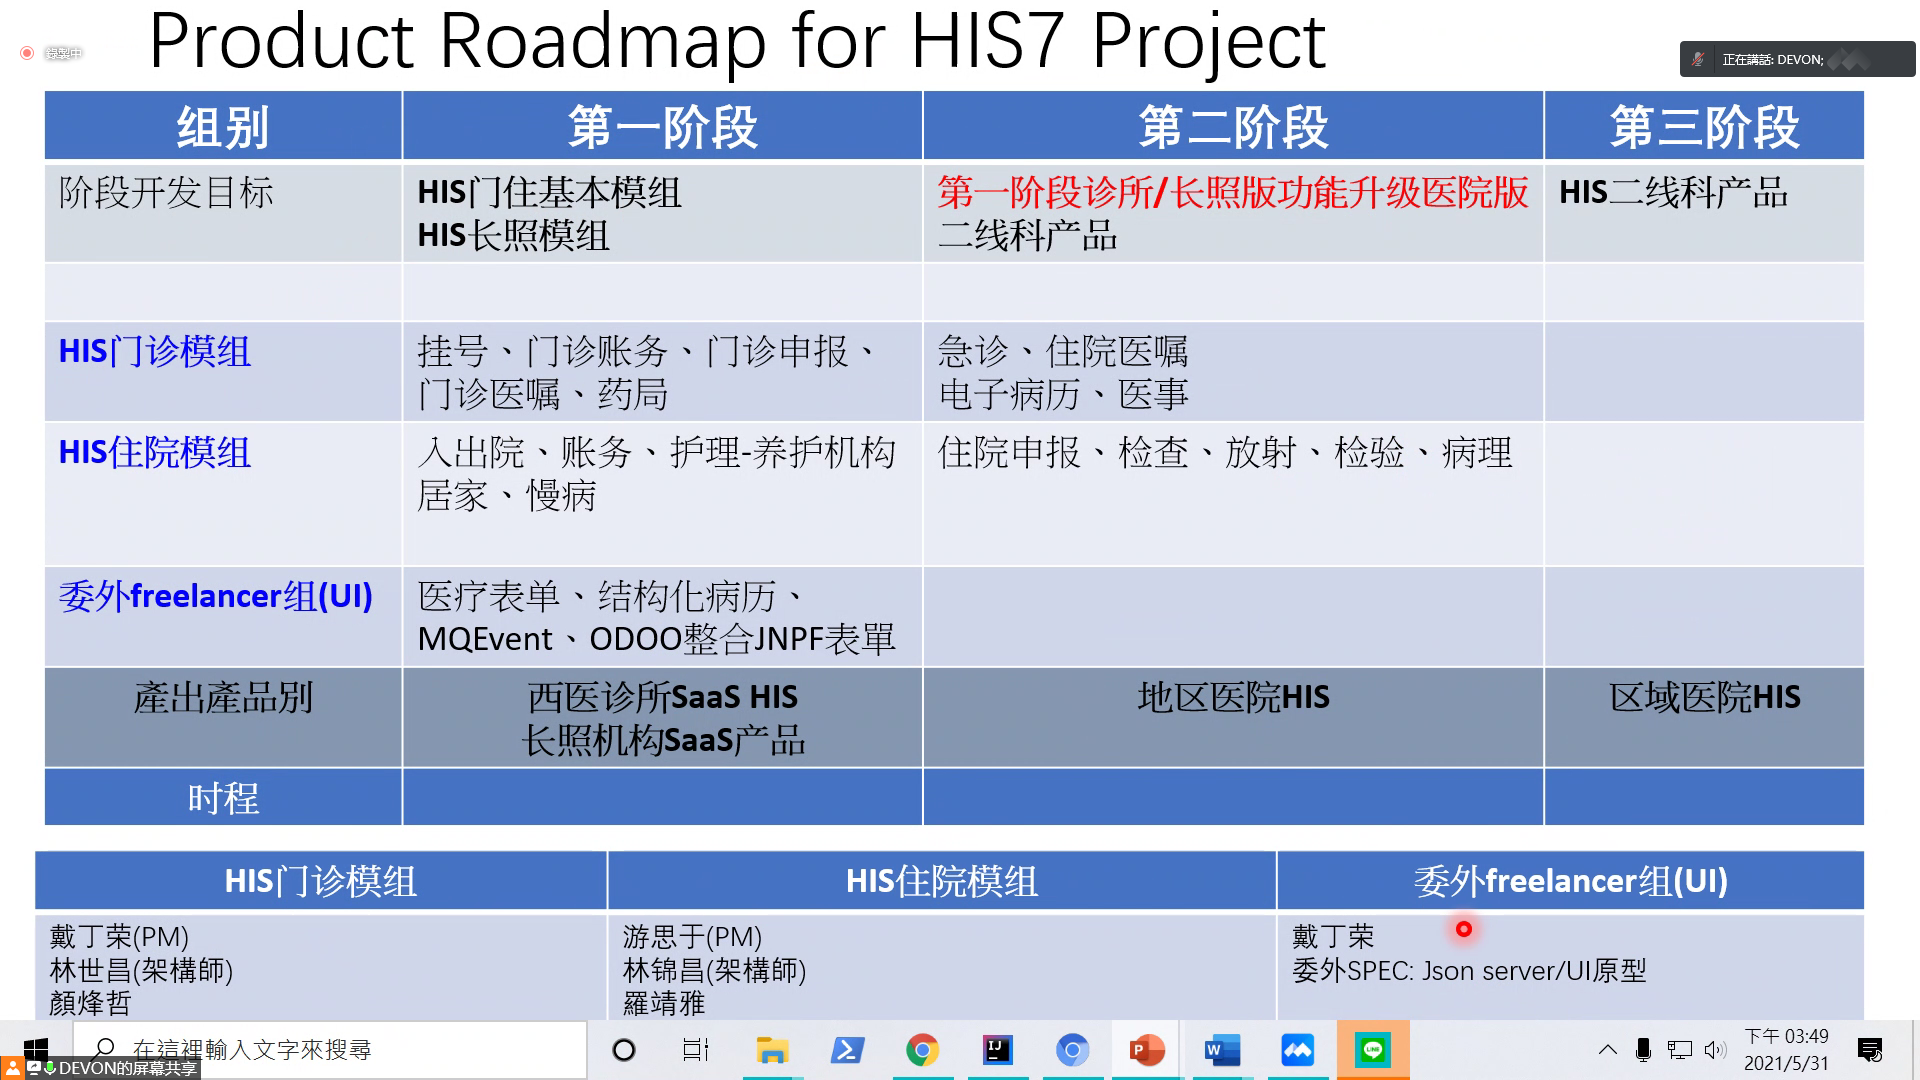 Product Roadmap for HIS7 Project
錄製中
正在講話: DEVON;
组别
第一阶段
第二阶段
第三阶段
阶段开发目标
HIS门住基本模组
HIS长照模组
第一阶段诊所/长照版功能升级医院版
二线科产品
HIS二线科产品
HIS门诊模组
挂号、门诊账务、门诊申报、
门诊医嘱、药局
急诊、住院医嘱
电子病历、医事
HIS住院模组
入出院、账务、护理-养护机构
居家、慢病
住院申报、检查、放射、检验、病理
委外freelancer组(UI)
医疗表单、结构化病历、
MQEvent、ODOO整合JNPF表單
產出產品別
西医诊所SaaS HIS
长照机构SaaS产品
地区医院HIS
区域医院HIS
时程
HIS门诊模组
HIS住院模组
委外freelancer组(UI)
戴丁荣(PM)
林世昌(架構師)
顏烽哲
游思于(PM)
林锦昌(架構師)
羅靖雅
戴丁荣
委外SPEC: Json server/UI原型
在這裡輸入文字來搜尋
DEVON的屏幕共享
下午 03:49
2021/5/31